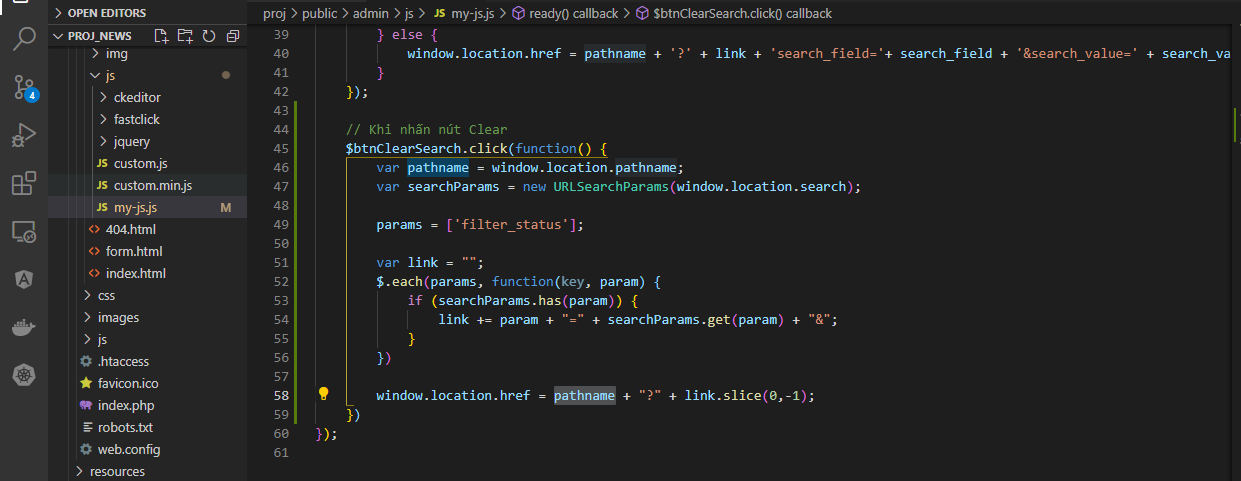 OPEN EDITORS
PROJ_NEWS
img
js
ckeditor
fastclick
jquery
JS custom.js
JS custom.min.js
JS my-js.js M
<> 404.html
<> form.html
<> index.html
css
images
js
.htaccess
favicon.ico
index.php
robots.txt
web.config
resources
4
proj > public > admin > js > JS my-js.js > ready() callback > $btnClearSearch.click() callback
39 } else {
40 window.location.href = pathname + '?' + link + 'search_field='+ search_field + '&search_value=' + search_va
41 }
42 });
43
44 // Khi nhấn nút Clear
45 $btnClearSearch.click(function() {
46 var pathname = window.location.pathname;
47 var searchParams = new URLSearchParams(window.location.search);
48
49 params = ['filter_status'];
50
51 var link = "";
52 $.each(params, function(key, param) {
53 if (searchParams.has(param)) {
54 link += param + "=" + searchParams.get(param) + "&";
55 }
56 })
57
58 window.location.href = pathname + "?" + link.slice(0,-1);
59 })
60 });
61